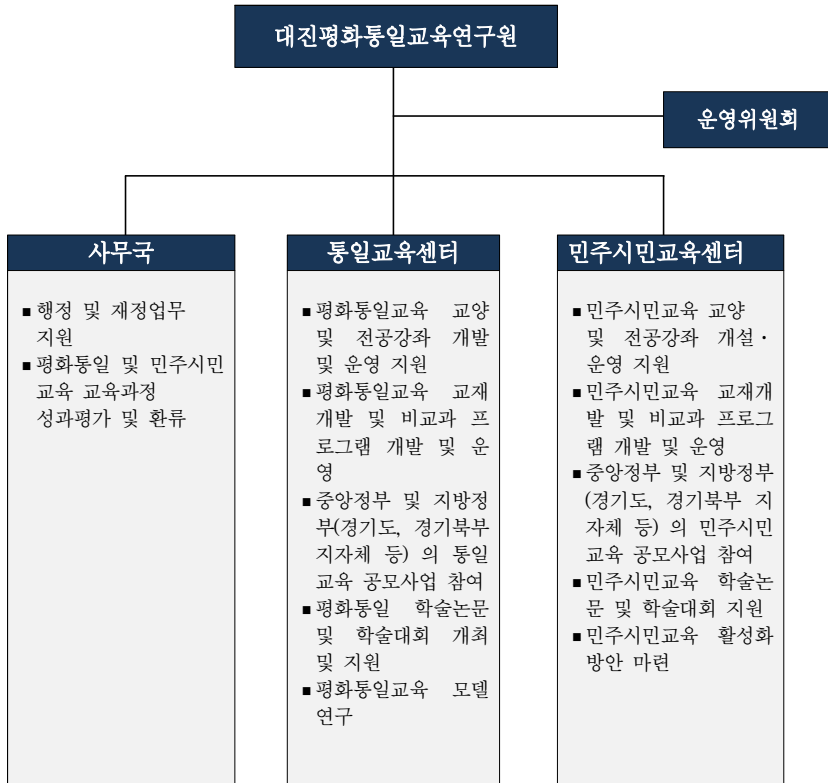 대진평화통일교육연구원
운영위원회
사무국
■ 행정 및 재정업무
지원
■ 평화통일 및 민주시민
교육 교육과정
성과평가 및 환류
통일교육센터
■ 평화통일교육 교양
및 전공강좌 개발
및 운영 지원
■ 평화통일교육 교재
개발 및 비교과 프
로그램 개발 및 운
영
■ 중앙정부 및 지방정
부(경기도, 경기북부
지자체 등) 의 통일
교육 공모사업 참여
■ 평화통일 학술논문
및 학술대회 개최
및 지원
■ 평화통일교육 모델
연구
민주시민교육센터
■ 민주시민교육 교양
및 전공강좌 개설·
운영 지원
■ 민주시민교육 교재개
발 및 비교과 프로그
램 개발 및 운영
■ 중앙정부 및 지방정부
(경기도, 경기북부 지
자체 등) 의 민주시민
교육 공모사업 참여
■ 민주시민교육 학술논
문 및 학술대회 지원
■ 민주시민교육 활성화
방안 마련